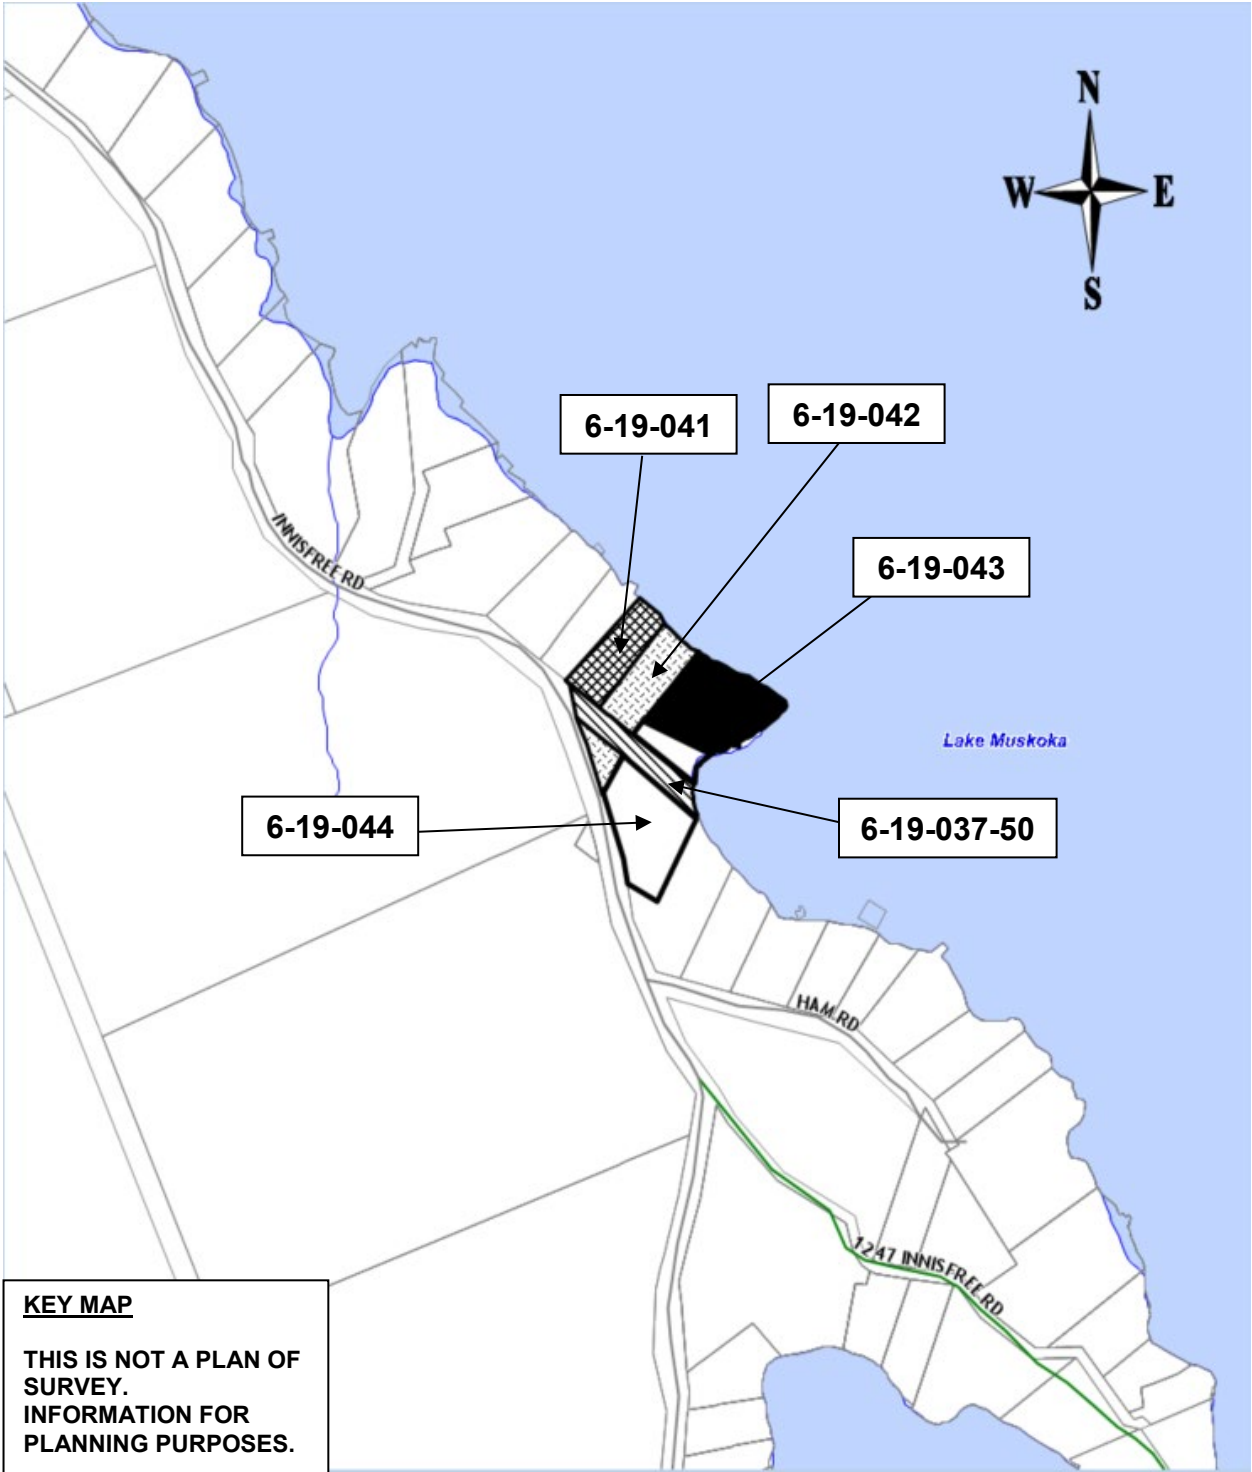 N
W E
S
6-19-041
6-19-042
6-19-043
INNISFREE RD
Lake Muskoka
6-19-044
6-19-037-50
HAM RD
1247 INNISFREE RD
KEY MAP
THIS IS NOT A PLAN OF
SURVEY.
INFORMATION FOR
PLANNING PURPOSES.